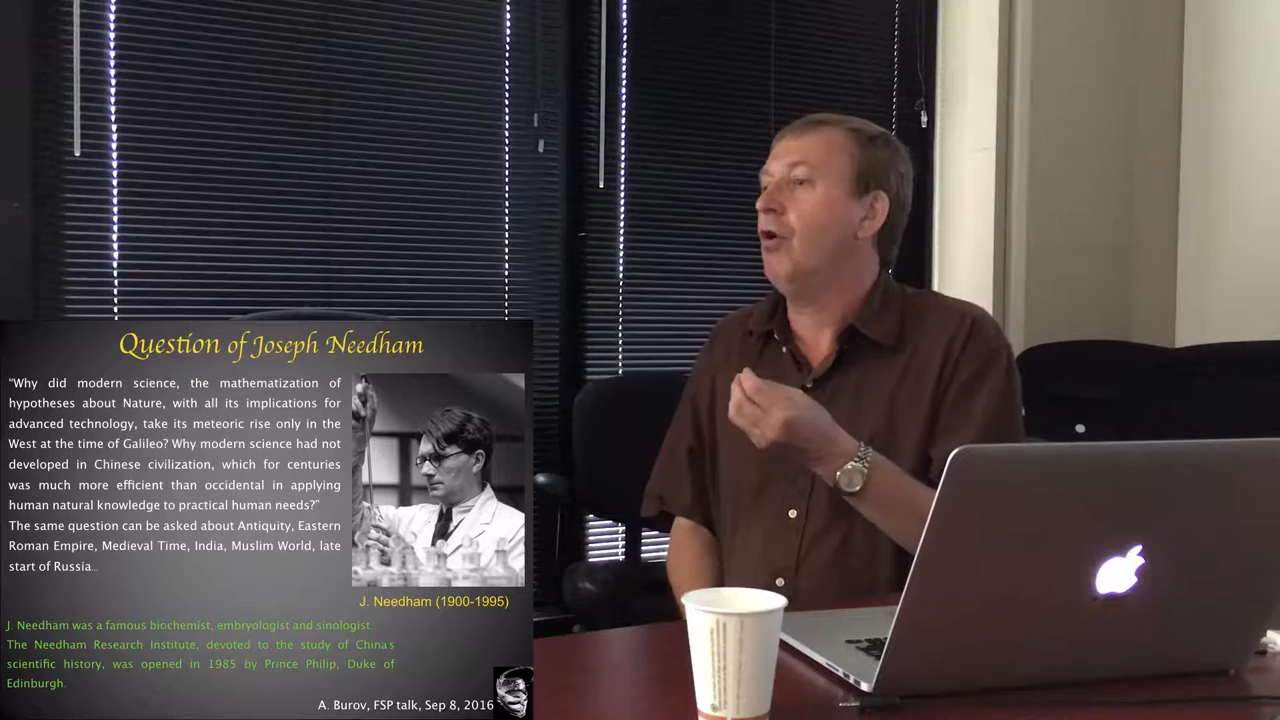 Question of Joseph Needham
“Why did modern science, the mathematization of
hypotheses about Nature, with all its implications for
advanced technology, take its meteoric rise only in the
West at the time of Galileo? Why modern science had not
developed in Chinese civilization, which for centuries
was much more efficient than occidental in applying
human natural knowledge to practical human needs?”
The same question can be asked about Antiquity, Eastern
Roman Empire, Medieval Time, India, Muslim World, late
start of Russia...
J. Needham (1900-1995)
J. Needham was a famous biochemist, embryologist and sinologist.
The Needham Research Institute, devoted to the study of China's
scientific history, was opened in 1985 by Prince Philip, Duke of
Edinburgh.
A. Burov, FSP talk, Sep 8, 2016